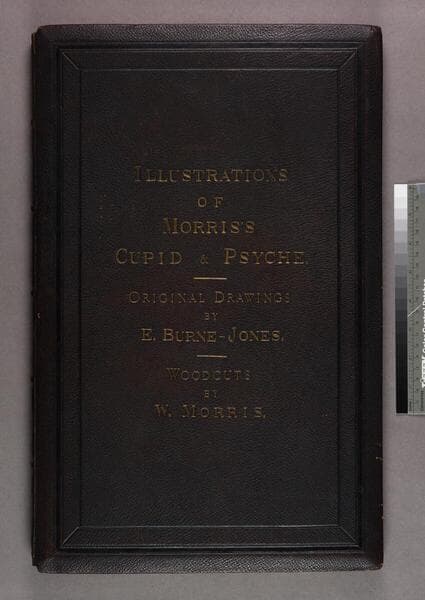 ILLUSTRATIONS
OF
MORRIS'S
CUPID & PSYCHE.
ORIGINAL DRAWINGS
BY
E. BURNE-JONES.
WOODCUTS
BY
W. MORRIS.